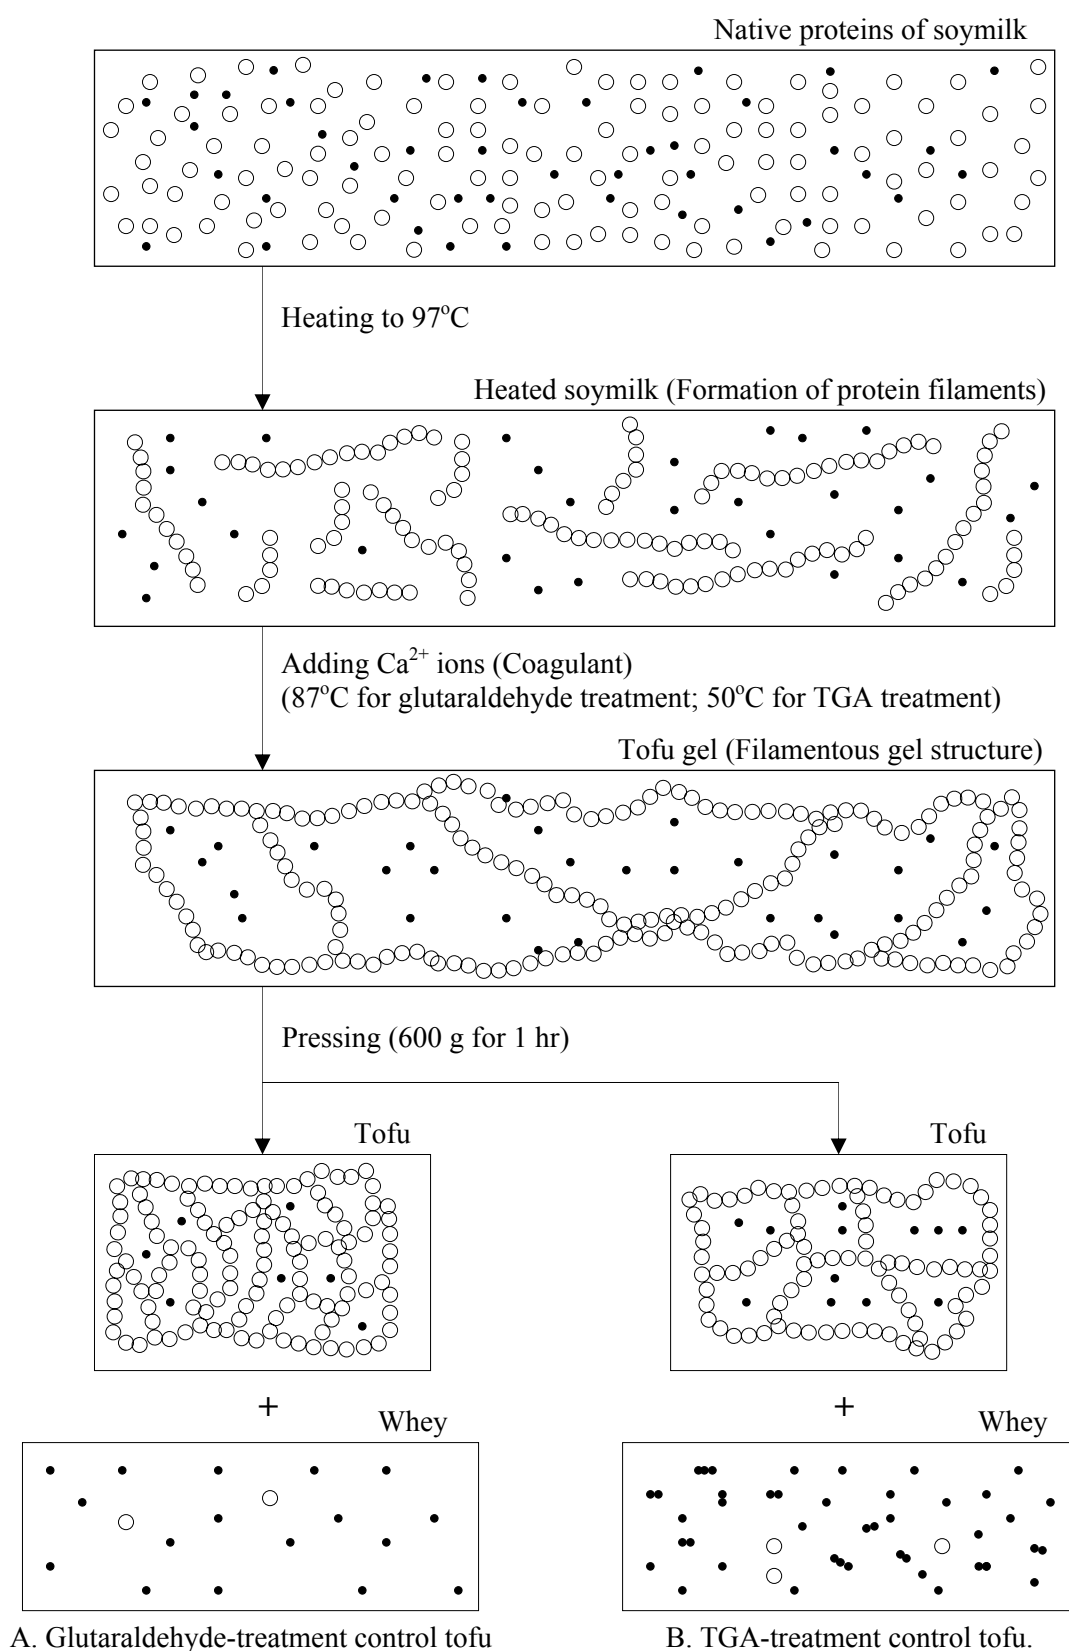 Native proteins of soymilk
Heating to 97°C
Heated soymilk (Formation of protein filaments)
Adding Ca²⁺ ions (Coagulant)
(87°C for glutaraldehyde treatment; 50°C for TGA treatment)
Tofu gel (Filamentous gel structure)
Pressing (600 g for 1 hr)
Tofu
Tofu
+
+
Whey
Whey
A. Glutaraldehyde-treatment control tofu
B. TGA-treatment control tofu.